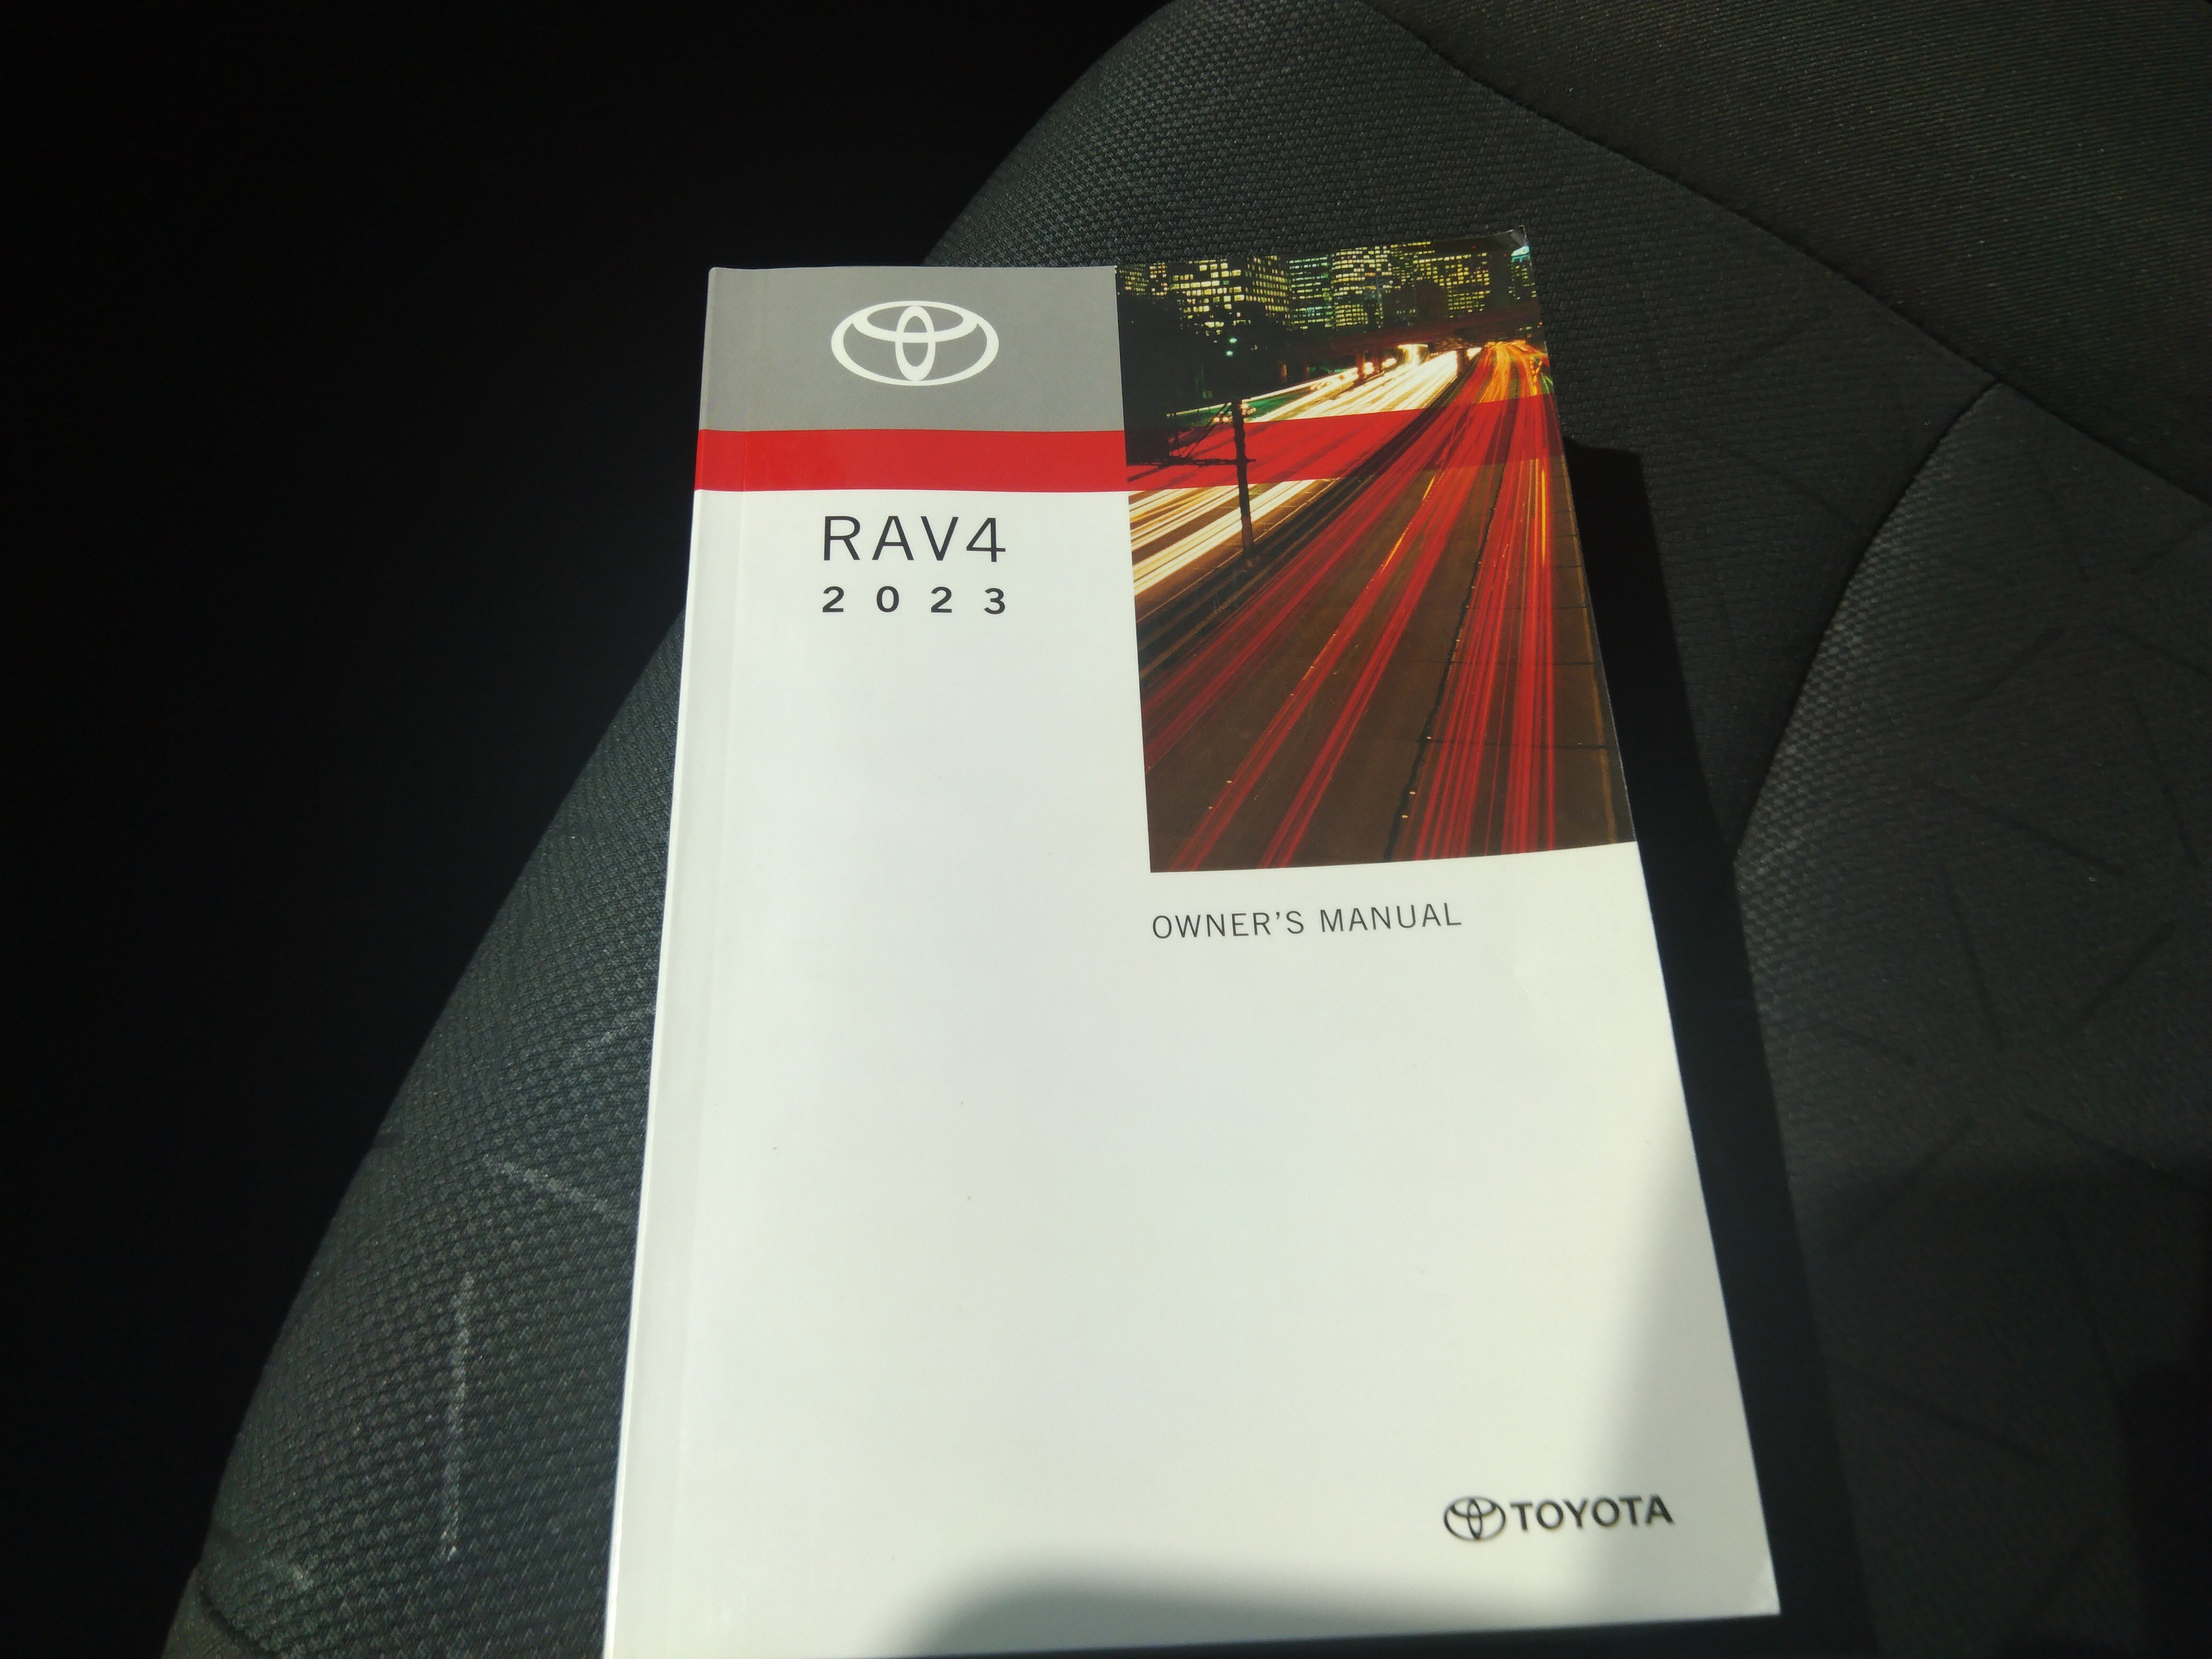 RAV4
2023
OWNER'S MANUAL
TOYOTA